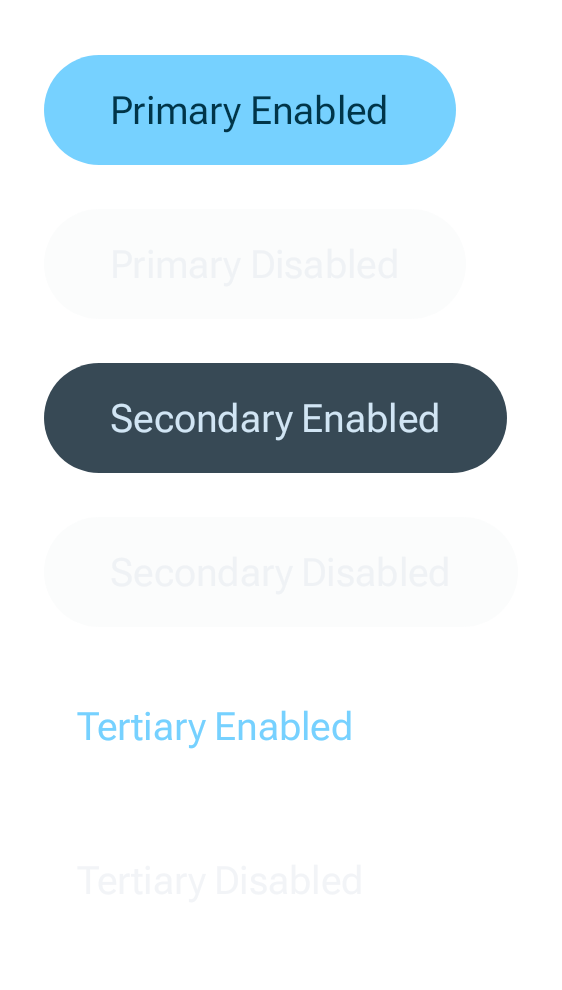 Primary Enabled
Primary Disabled
Secondary Enabled
Secondary Disabled
Tertiary Enabled
Tertiary Disabled